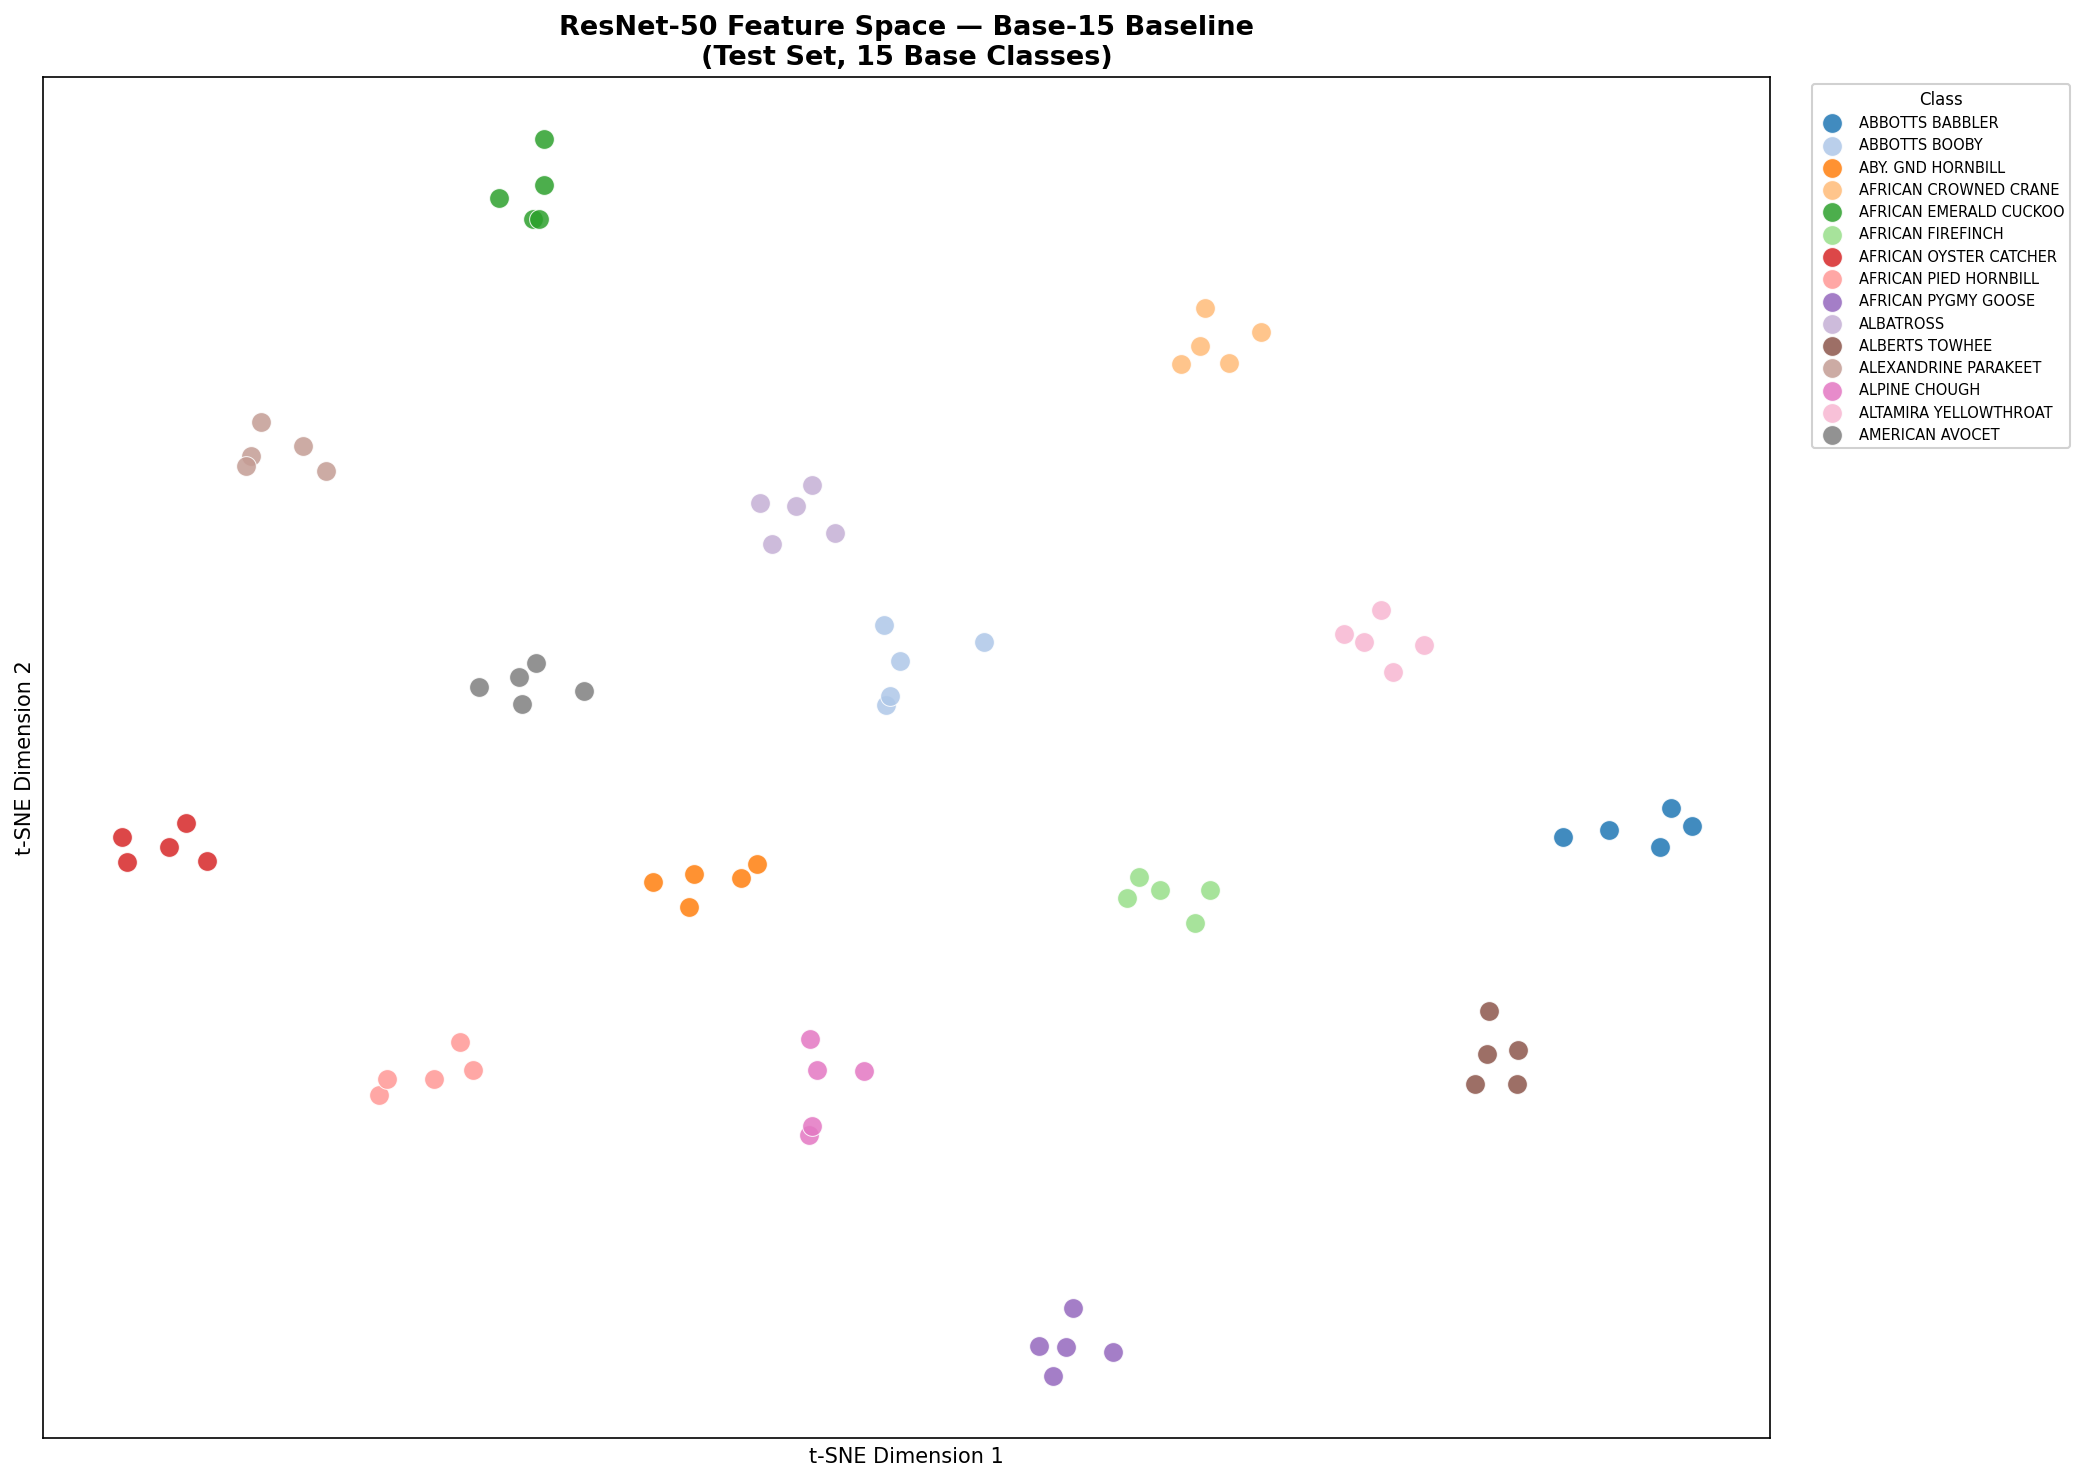 ResNet-50 Feature Space — Base-15 Baseline
(Test Set, 15 Base Classes)
t-SNE Dimension 2
t-SNE Dimension 1
Class
ABBOTTS BABBLER
ABBOTTS BOOBY
ABY. GND HORNBILL
AFRICAN CROWNED CRANE
AFRICAN EMERALD CUCKOO
AFRICAN FIREFINCH
AFRICAN OYSTER CATCHER
AFRICAN PIED HORNBILL
AFRICAN PYGMY GOOSE
ALBATROSS
ALBERTS TOWHEE
ALEXANDRINE PARAKEET
ALPINE CHOUGH
ALTAMIRA YELLOWTHROAT
AMERICAN AVOCET